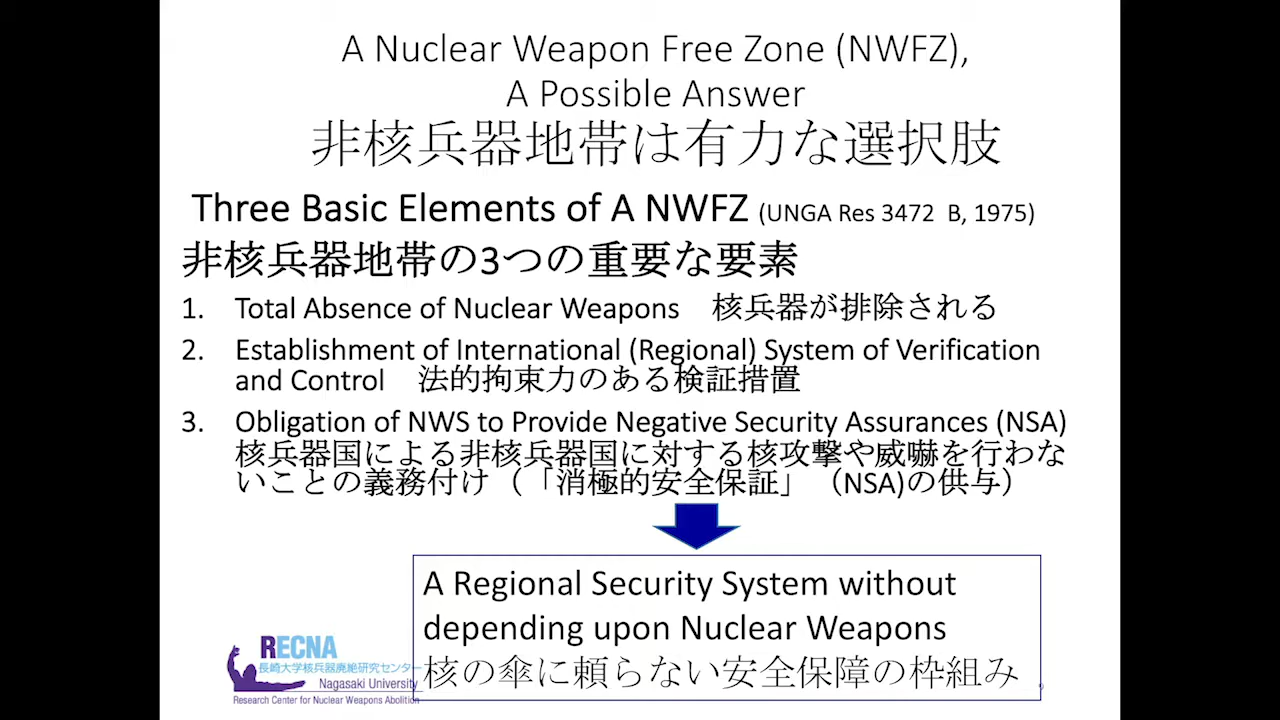 A Nuclear Weapon Free Zone (NWFZ),
A Possible Answer
非核兵器地帯は有力な選択肢
Three Basic Elements of A NWFZ (UNGA Res 3472 B, 1975)
非核兵器地帯の3つの重要な要素
1. Total Absence of Nuclear Weapons 核兵器が排除される
2. Establishment of International (Regional) System of Verification
and Control 法的拘束力のある検証措置
3. Obligation of NWS to Provide Negative Security Assurances (NSA)
核兵器国による非核兵器国に対する核攻撃や威嚇を行わな
いことの義務付け（「消極的安全保証」（NSA)の供与）
A Regional Security System without
depending upon Nuclear Weapons
核の傘に頼らない安全保障の枠組み
RECNA
長崎大学核兵器廃絶研究センター
Nagasaki University
Research Center for Nuclear Weapons Abolition
9